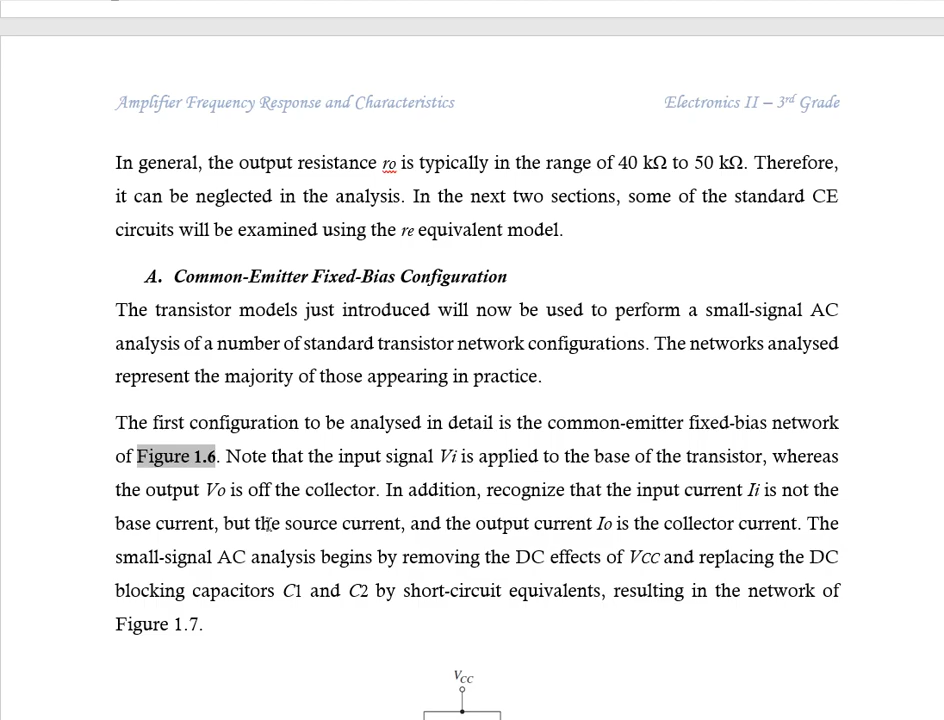 Amplifier Frequency Response and Characteristics Electronics II – 3rd Grade
In general, the output resistance ro is typically in the range of 40 kΩ to 50 kΩ. Therefore,
it can be neglected in the analysis. In the next two sections, some of the standard CE
circuits will be examined using the re equivalent model.
A. Common-Emitter Fixed-Bias Configuration
The transistor models just introduced will now be used to perform a small-signal AC
analysis of a number of standard transistor network configurations. The networks analysed
represent the majority of those appearing in practice.
The first configuration to be analysed in detail is the common-emitter fixed-bias network
of Figure 1.6. Note that the input signal Vi is applied to the base of the transistor, whereas
the output Vo is off the collector. In addition, recognize that the input current Ii is not the
base current, but the source current, and the output current Io is the collector current. The
small-signal AC analysis begins by removing the DC effects of VCC and replacing the DC
blocking capacitors C1 and C2 by short-circuit equivalents, resulting in the network of
Figure 1.7.
VCC